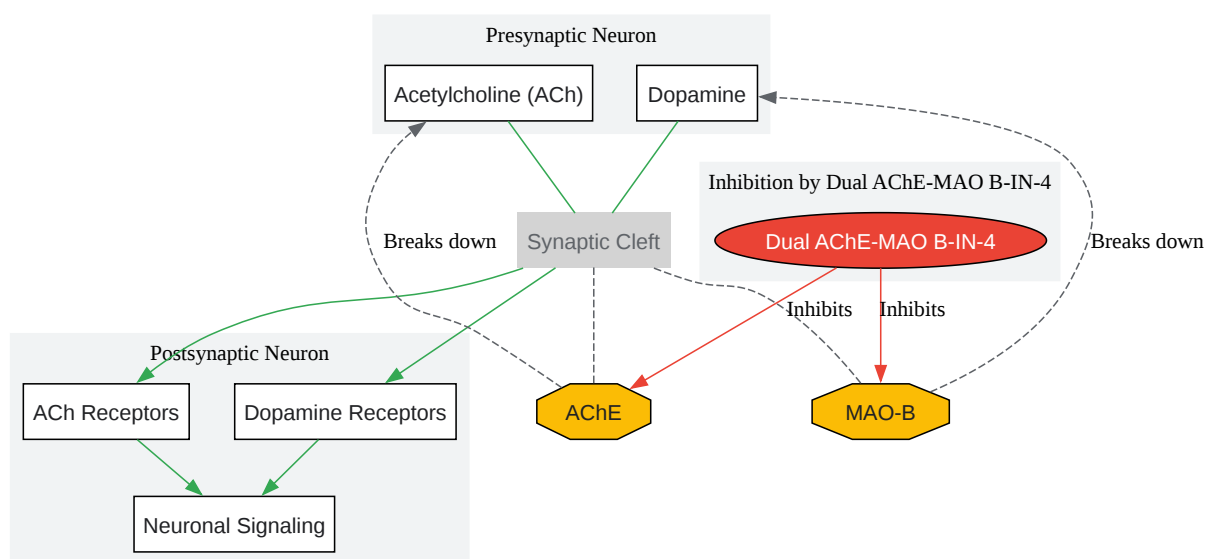 Presynaptic Neuron
Acetylcholine (ACh)
Dopamine
Inhibition by Dual AChE-MAO B-IN-4
Breaks down
Synaptic Cleft
Dual AChE-MAO B-IN-4
Breaks down
Inhibits
Inhibits
Postsynaptic Neuron
ACh Receptors
Dopamine Receptors
AChE
MAO-B
Neuronal Signaling